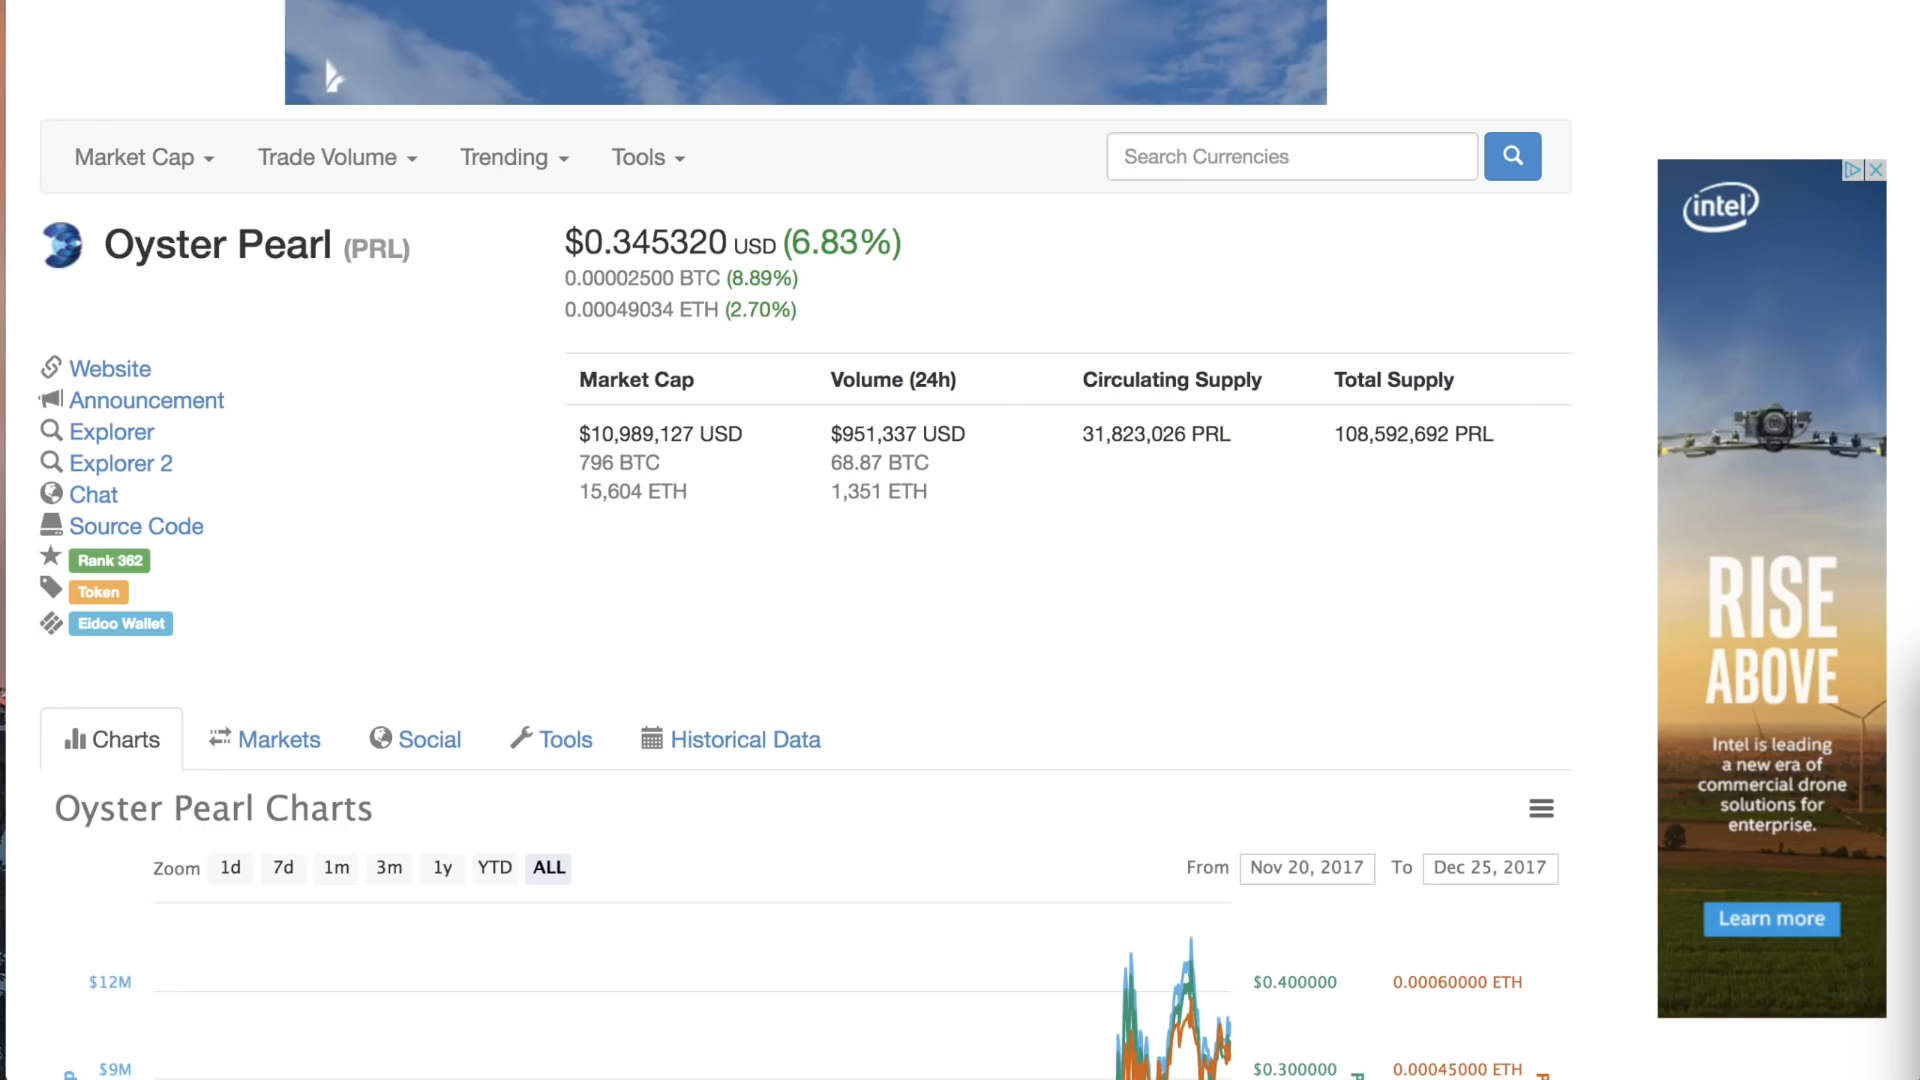 Market Cap
Trade Volume
Trending
Tools
Search Currencies
Oyster Pearl (PRL)
$0.345320 USD (6.83%)
0.00002500 BTC (8.89%)
0.00049034 ETH (2.70%)
Website
Announcement
Explorer
Explorer 2
Chat
Source Code
Rank 362
Token
Eidoo Wallet
Market Cap Volume (24h) Circulating Supply Total Supply
$10,989,127 USD $951,337 USD 31,823,026 PRL 108,592,692 PRL
796 BTC 68.87 BTC
15,604 ETH 1,351 ETH
Charts
Markets
Social
Tools
Historical Data
Oyster Pearl Charts
Zoom 1d 7d 1m 3m 1y YTD ALL
From Nov 20, 2017 To Dec 25, 2017
$12M $0.400000 0.00060000 ETH
$9M $0.300000 0.00045000 ETH
intel
RISE
ABOVE
Intel is leading
a new era of
commercial drone
solutions for
enterprise.
Learn more